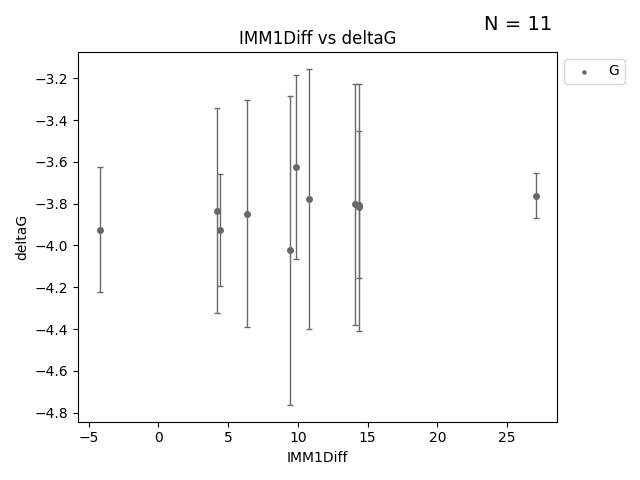 N = 11
IMM1Diff vs deltaG
G
−3.2
−3.4
−3.6
−3.8
−4.0
−4.2
−4.4
−4.6
−4.8
deltaG
−5 0 5 10 15 20 25
IMM1Diff